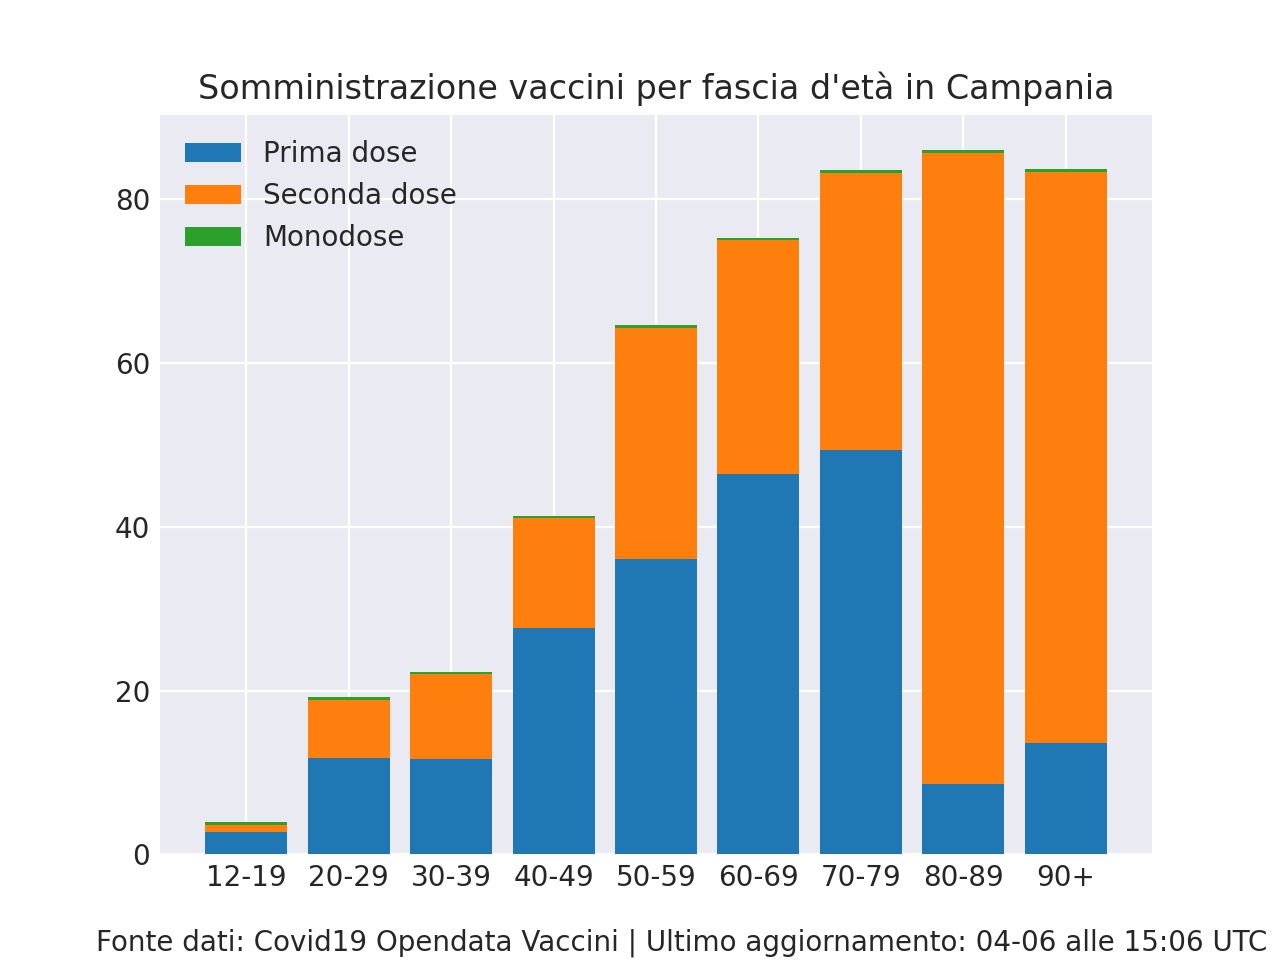 Somministrazione vaccini per fascia d'età in Campania
Prima dose
Seconda dose
Monodose
80
60
40
20
0
12-19 20-29 30-39 40-49 50-59 60-69 70-79 80-89 90+
Fonte dati: Covid19 Opendata Vaccini | Ultimo aggiornamento: 04-06 alle 15:06 UTC